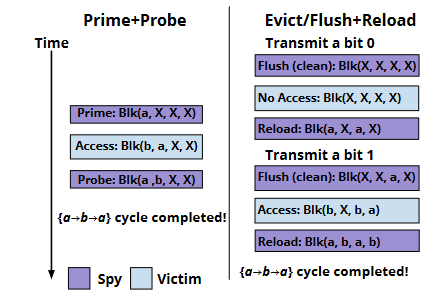 Prime+Probe
Time
Prime: Blk(a, X, X, X)
Access: Blk(b, a, X, X)
Probe: Blk(a ,b, X, X)
{a→b→a} cycle completed!
Spy
Victim
Evict/Flush+Reload
Transmit a bit 0
Flush (clean): Blk(X, X, X, X)
No Access: Blk(X, X, X, X)
Reload: Blk(a, X, a, X)
Transmit a bit 1
Flush (clean): Blk(X, X, a, X)
Access: Blk(b, X, b, a)
Reload: Blk(a, b, a, b)
{a→b→a} cycle completed!